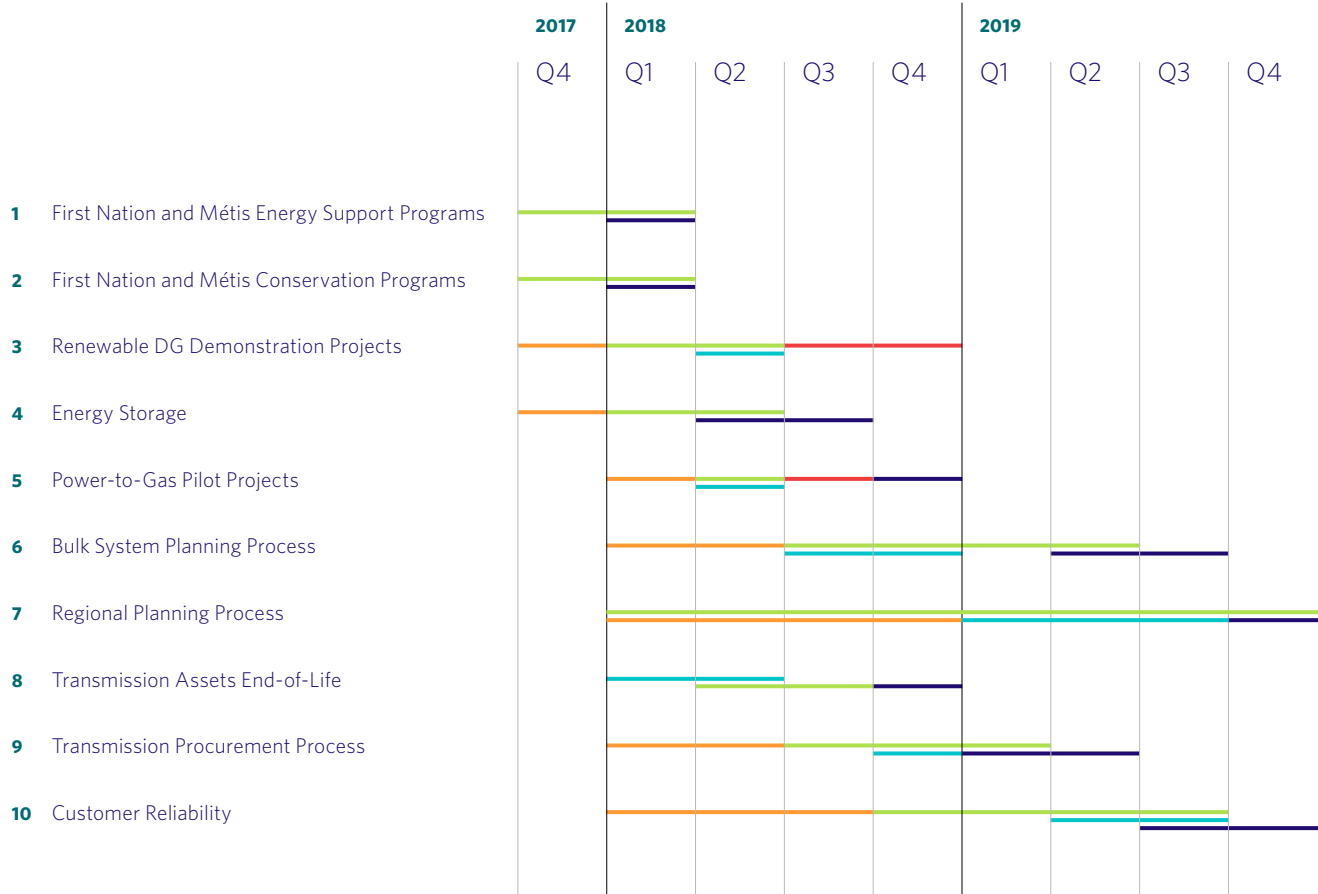 2017 2018 2019
Q4 Q1 Q2 Q3 Q4 Q1 Q2 Q3 Q4
1 First Nation and Métis Energy Support Programs
2 First Nation and Métis Conservation Programs
3 Renewable DG Demonstration Projects
4 Energy Storage
5 Power-to-Gas Pilot Projects
6 Bulk System Planning Process
7 Regional Planning Process
8 Transmission Assets End-of-Life
9 Transmission Procurement Process
10 Customer Reliability